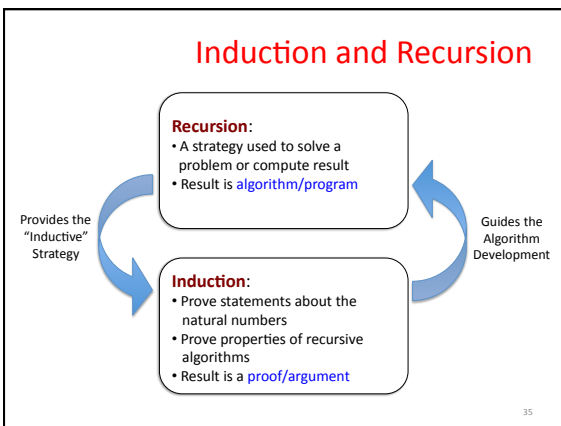 Induction and Recursion
Recursion:
• A strategy used to solve a
problem or compute result
• Result is algorithm/program
Provides the
"Inductive"
Strategy
Guides the
Algorithm
Development
Induction:
• Prove statements about the
natural numbers
• Prove properties of recursive
algorithms
• Result is a proof/argument
35